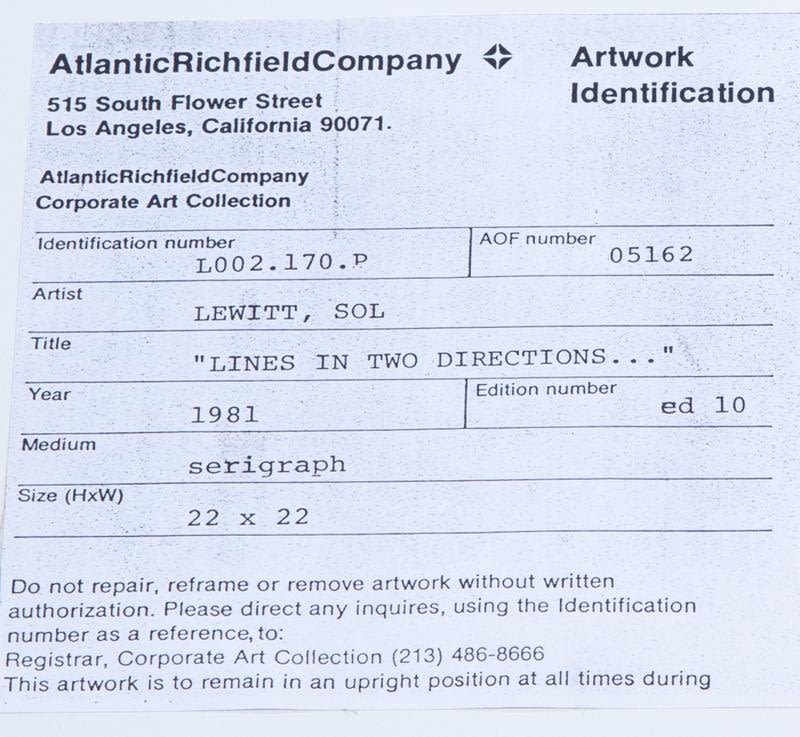 AtlanticRichfieldCompany Artwork
515 South Flower Street Identification
Los Angeles, California 90071.
AtlanticRichfieldCompany
Corporate Art Collection
Identification number AOF number
L002.170.P 05162
Artist
LEWITT, SOL
Title
"LINES IN TWO DIRECTIONS..."
Year Edition number
1981 ed 10
Medium
serigraph
Size (HxW)
22 x 22
Do not repair, reframe or remove artwork without written
authorization. Please direct any inquires, using the Identification
number as a reference, to:
Registrar, Corporate Art Collection (213) 486-8666
This artwork is to remain in an upright position at all times during